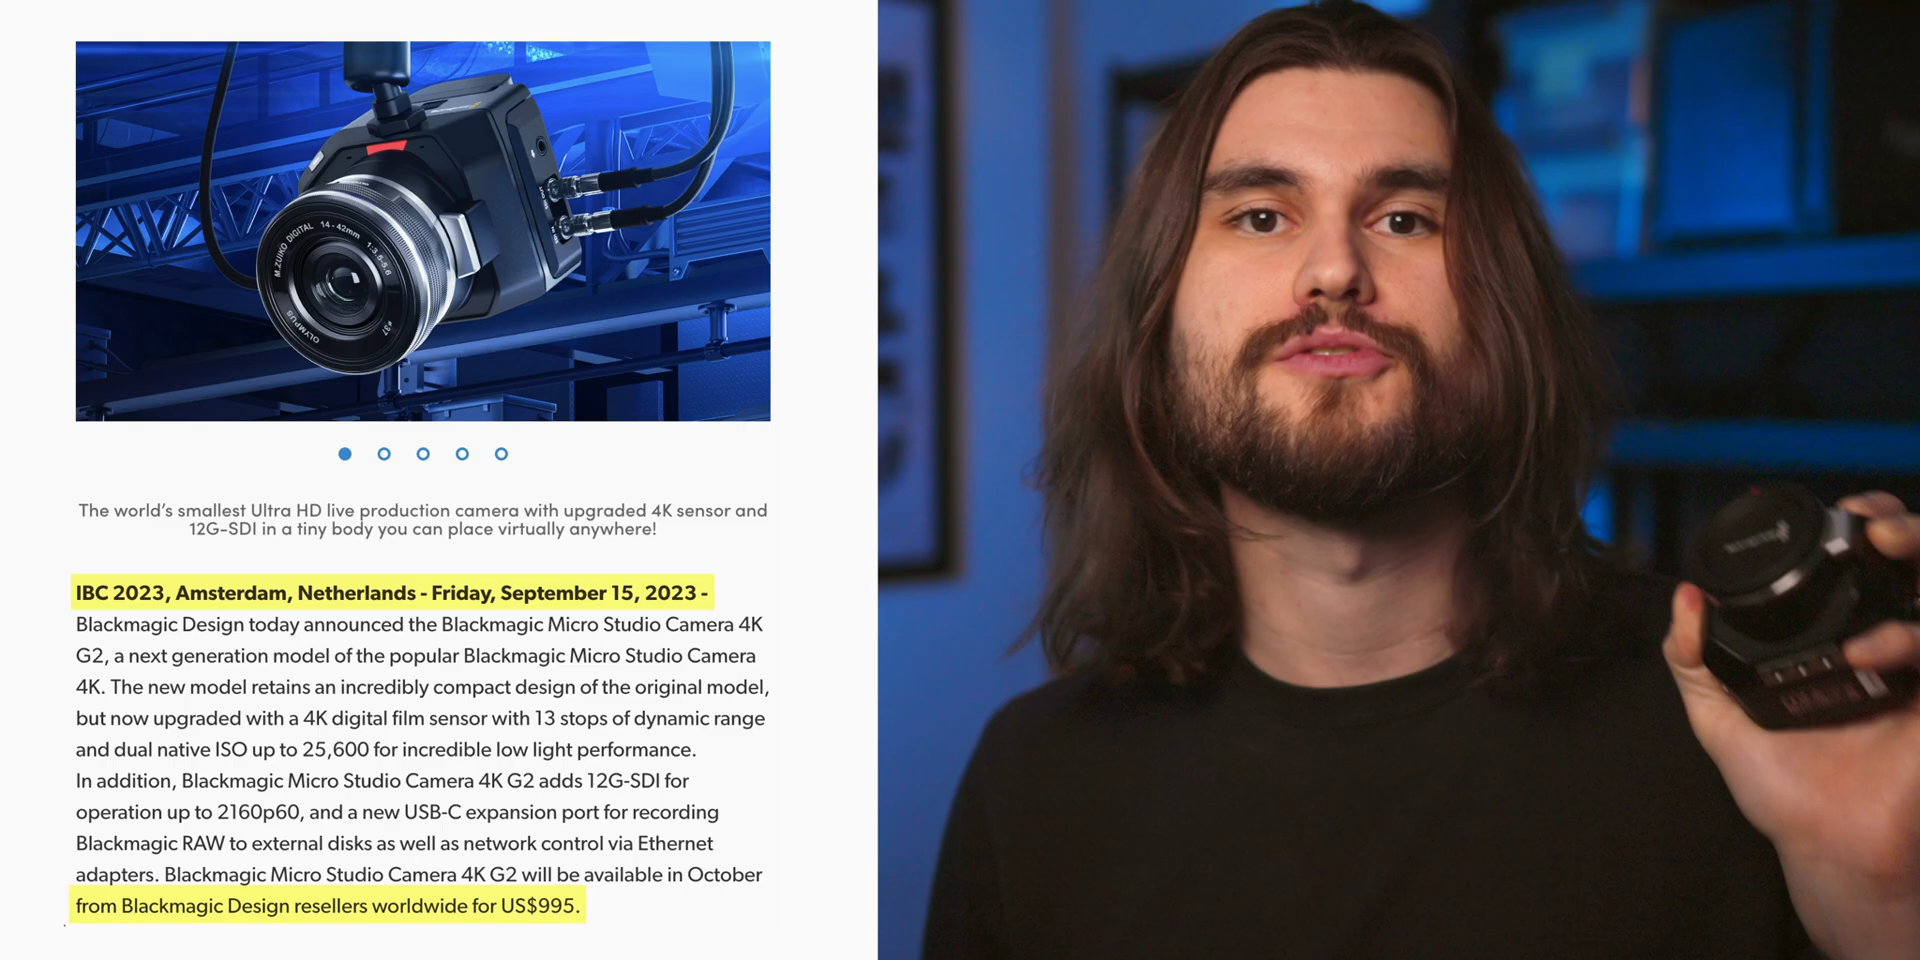 M.ZUIKO DIGITAL 14-42mm 1:3.5-5.6
OLYMPUS
ø37
The world’s smallest Ultra HD live production camera with upgraded 4K sensor and
12G-SDI in a tiny body you can place virtually anywhere!
IBC 2023, Amsterdam, Netherlands - Friday, September 15, 2023 -
Blackmagic Design today announced the Blackmagic Micro Studio Camera 4K
G2, a next generation model of the popular Blackmagic Micro Studio Camera
4K. The new model retains an incredibly compact design of the original model,
but now upgraded with a 4K digital film sensor with 13 stops of dynamic range
and dual native ISO up to 25,600 for incredible low light performance.
In addition, Blackmagic Micro Studio Camera 4K G2 adds 12G-SDI for
operation up to 2160p60, and a new USB-C expansion port for recording
Blackmagic RAW to external disks as well as network control via Ethernet
adapters. Blackmagic Micro Studio Camera 4K G2 will be available in October
from Blackmagic Design resellers worldwide for US$995.